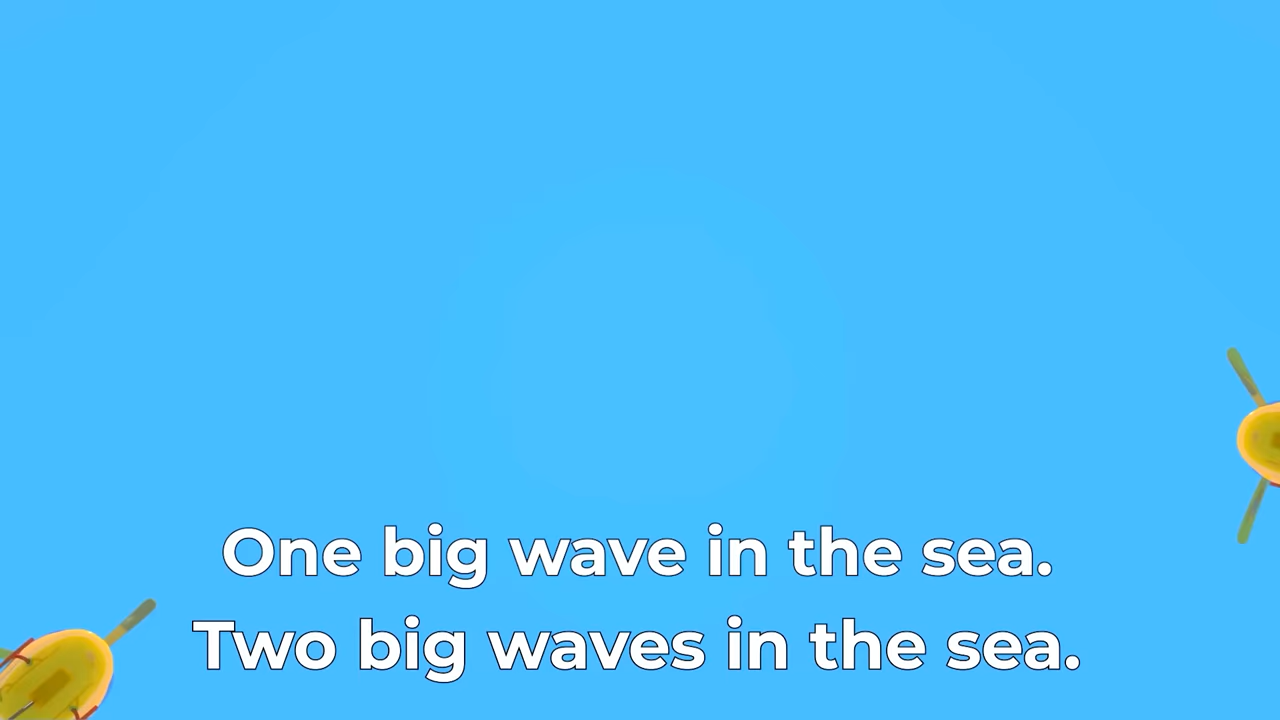 One big wave in the sea.
Two big waves in the sea.